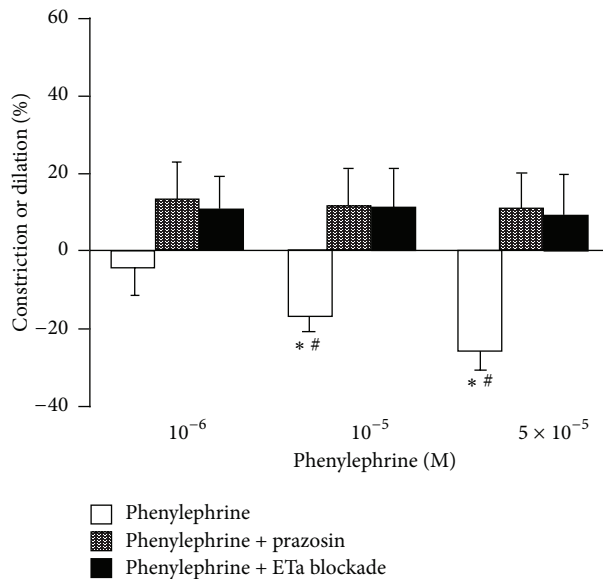 60
40
20
0
−20
−40
Constriction or dilation (%)
* #
* #
10⁻⁶ 10⁻⁵ 5 × 10⁻⁵
Phenylephrine (M)
Phenylephrine
Phenylephrine + prazosin
Phenylephrine + ETa blockade